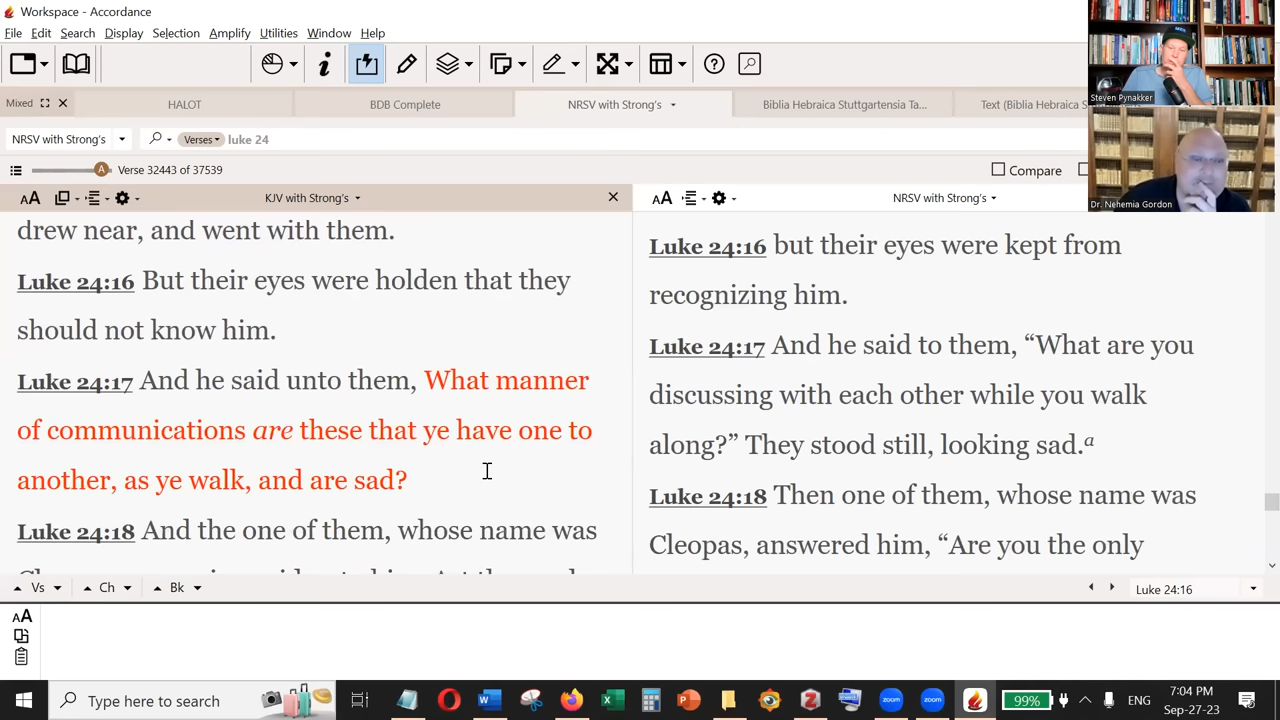 Workspace - Accordance
File Edit Search Display Selection Amplify Utilities Window Help
Steven Pynakker
Dr. Nehemia Gordon
Mixed
HALOT
BDB Complete
NRSV with Strong's
Biblia Hebraica Stuttgartensia Ta...
Text (Biblia Hebraica S
NRSV with Strong's
Verses
luke 24
Verse 32443 of 37539
Compare
AA
KJV with Strong's
AA
NRSV with Strong's
drew near, and went with them.
Luke 24:16 But their eyes were holden that they
should not know him.
Luke 24:17 And he said unto them, What manner
of communications are these that ye have one to
another, as ye walk, and are sad?
Luke 24:18 And the one of them, whose name was
Luke 24:16 but their eyes were kept from
recognizing him.
Luke 24:17 And he said to them, “What are you
discussing with each other while you walk
along?” They stood still, looking sad.a
Luke 24:18 Then one of them, whose name was
Cleopas, answered him, “Are you the only
Vs
Ch
Bk
Luke 24:16
AA
Type here to search
99%
ENG
7:04 PM
Sep-27-23